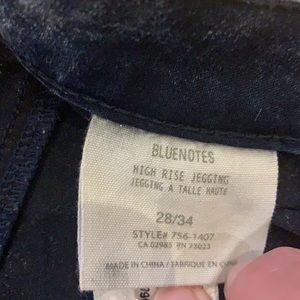 BLUENOTES
HIGH RISE JEGGING
JEGGING À TALLE HAUTE
28/34
STYLE# 756-1407
CA 02985 RN 73023
MADE IN CHINA / FABRIQUE EN CHINE